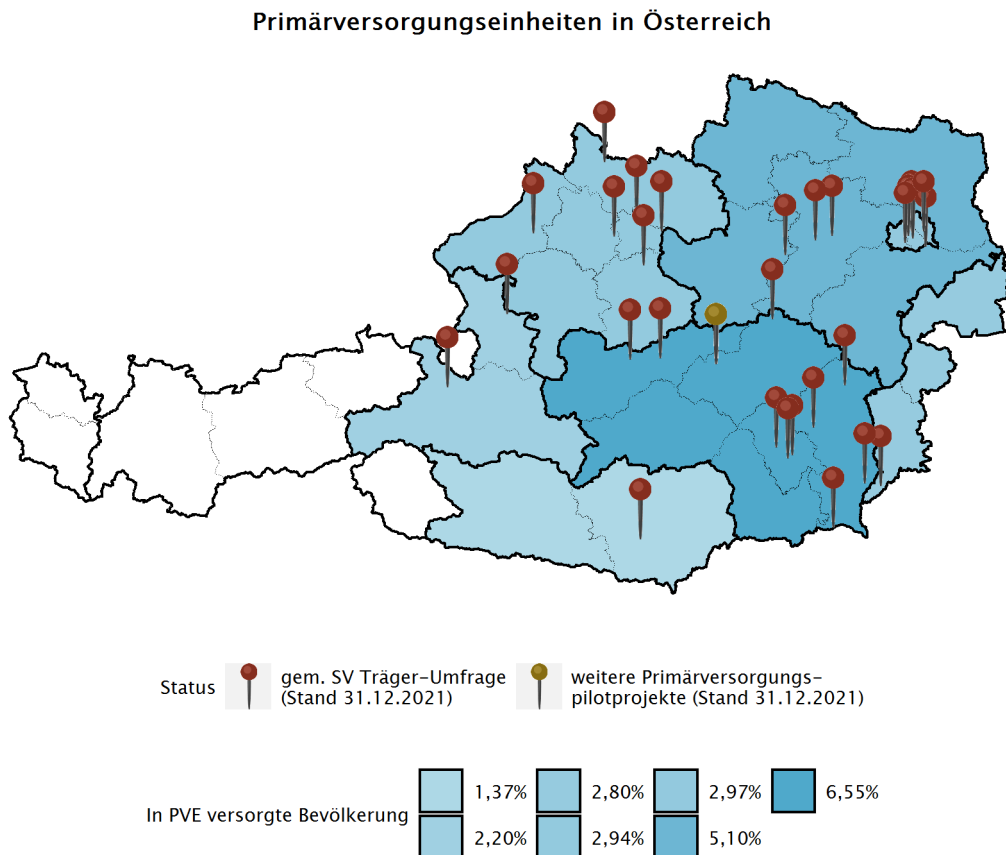 Primärversorgungseinheiten in Österreich
Status
gem. SV Träger-Umfrage
(Stand 31.12.2021)
weitere Primärversorgungs-
pilotprojekte (Stand 31.12.2021)
In PVE versorgte Bevölkerung
1,37%
2,80%
2,97%
6,55%
2,20%
2,94%
5,10%